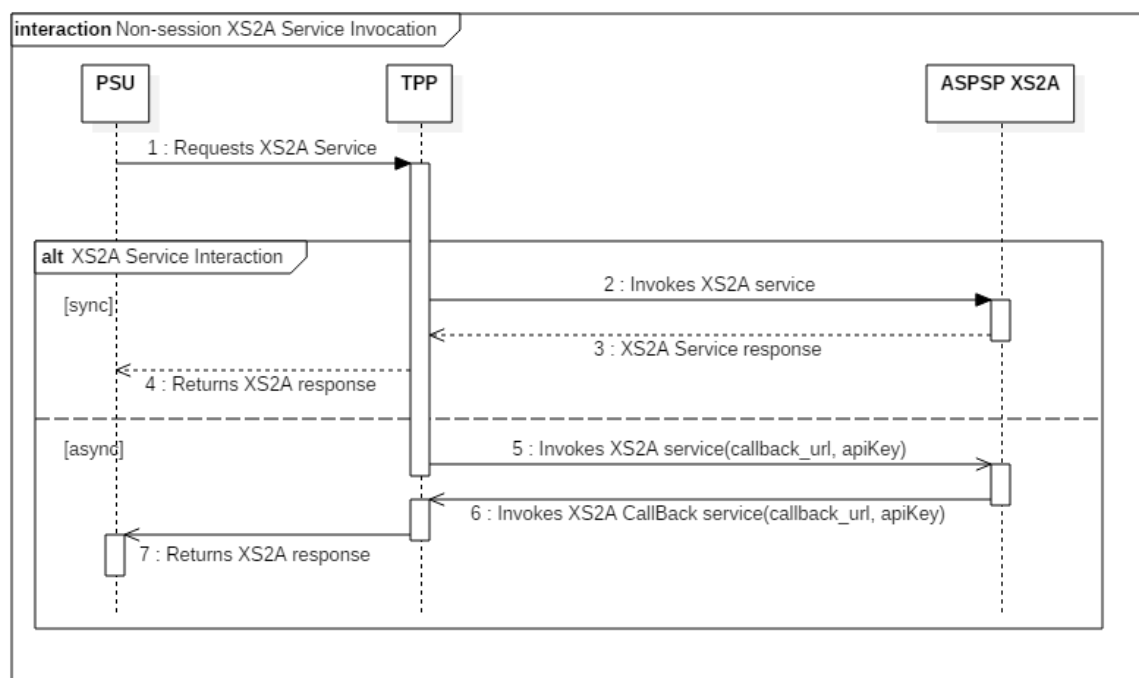 interaction Non-session XS2A Service Invocation
PSU
TPP
ASPSP XS2A
1 : Requests XS2A Service
alt XS2A Service Interaction
[sync]
2 : Invokes XS2A service
3 : XS2A Service response
4 : Returns XS2A response
[async]
5 : Invokes XS2A service(callback_url, apiKey)
6 : Invokes XS2A CallBack service(callback_url, apiKey)
7 : Returns XS2A response